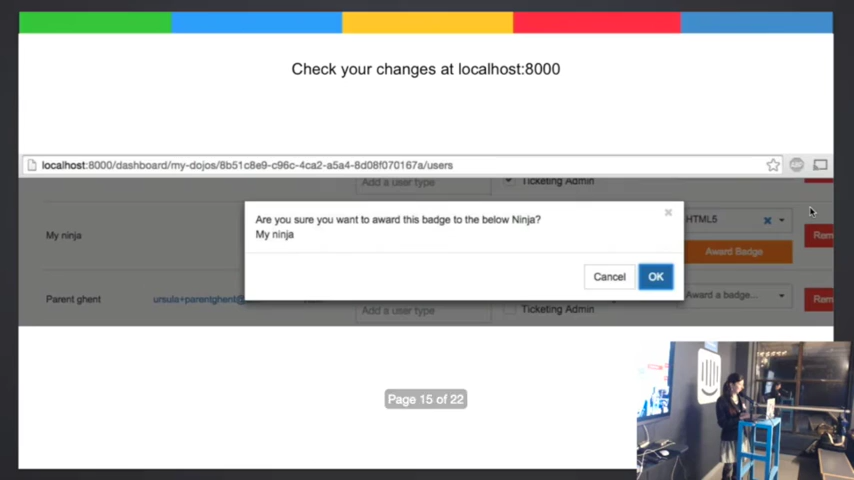 Check your changes at localhost:8000
localhost:8000/dashboard/my-dojos/8b51c8e9-c96c-4ca2-a5a4-8d08f070167a/users
Add a user type
Ticketing Admin
Are you sure you want to award this badge to the below Ninja?
My ninja
HTML5
My ninja
Rem
Award Badge
Cancel
OK
Parent ghent
ursula+parentghent@
Award a badge...
Rem
Add a user type
Ticketing Admin
Page 15 of 22